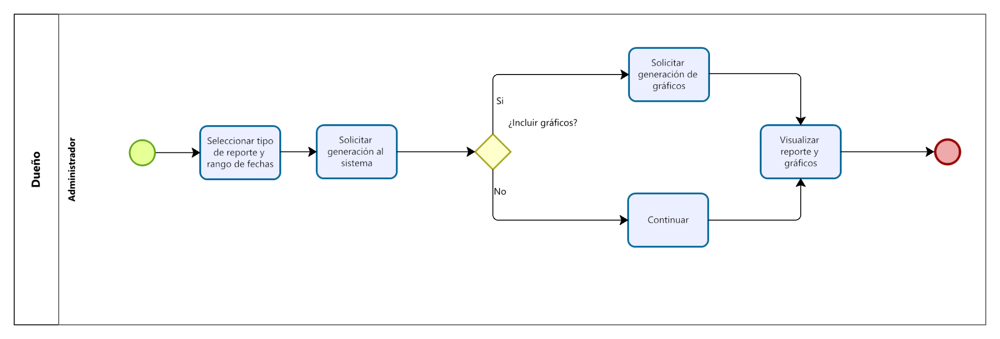 Dueño
Administrador
Seleccionar tipo
de reporte y
rango de fechas
Solicitar
generación al
sistema
¿Incluir gráficos?
Si
No
Solicitar
generación de
gráficos
Continuar
Visualizar
reporte y
gráficos